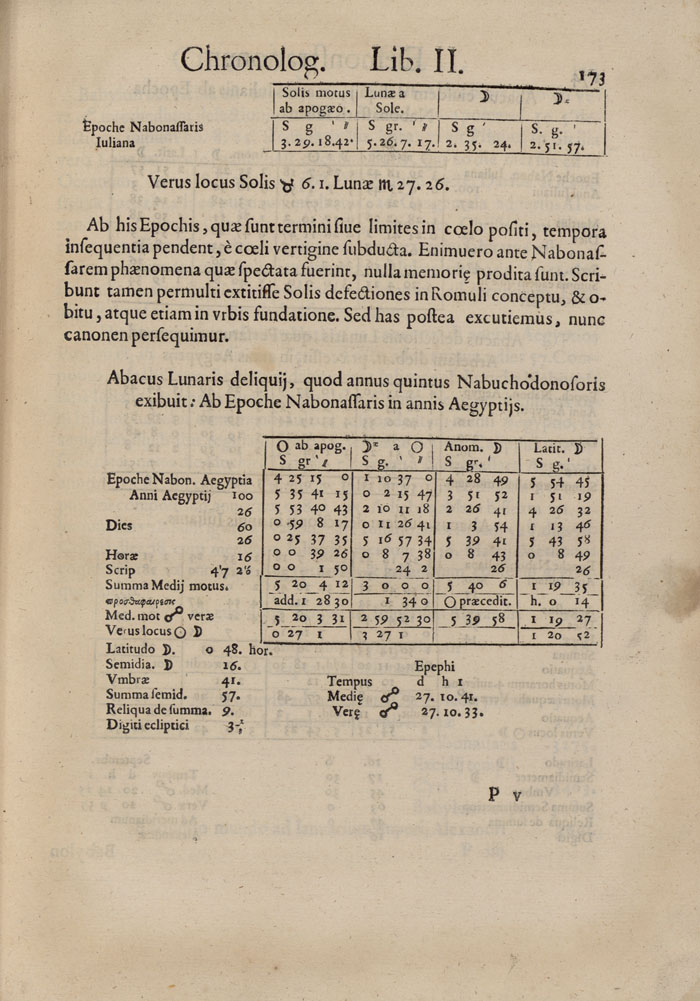 Chronolog. Lib. II. 173
Solis motus Lunæ a ☽ ☽
ab apogæo. Sole.
Epoche Nabonaſſaris S g ' '' S gr. ' '' S g ' S. g. '
Iuliana 3. 29. 18. 42. 5. 26. 7. 17. 2. 35. 24. 2. 51. 57.
Verus locus Solis ♉ 6. 1. Lunæ ♏ 27. 26.
Ab his Epochis, quæ ſunt termini ſiue limites in cœlo poſiti, tempora
inſequentia pendent, è cœli vertigine ſubducta. Enimuero ante Nabonaſ-
ſarem phænomena quæ ſpectata fuerint, nulla memorię prodita ſunt. Scri-
bunt tamen permulti extitiſſe Solis defectiones in Romuli conceptu, & o-
bitu, atque etiam in vrbis fundatione. Sed has poſtea excutiemus, nunc
canonen perſequimur.
Abacus Lunaris deliquij, quod annus quintus Nabuchodonoſoris
exibuit: Ab Epoche Nabonaſſaris in annis Aegyptijs.
O ab apog. ☽ a O Anom. ☽ Latit. ☽
S gr ' '' S g. ' '' S gr. ' S g. '
Epoche Nabon. Aegyptia 4 25 15 0 1 10 37 0 4 28 49 5 54 45
Anni Aegyptij 100 5 35 41 15 0 2 15 47 3 51 52 1 51 19
26 5 53 40 43 2 10 11 18 2 26 41 4 26 32
Dies 60 0 59 8 17 0 11 26 41 1 3 54 1 13 46
26 0 25 37 35 5 16 57 34 5 39 41 5 43 58
Horæ 16 0 0 39 26 0 8 7 38 0 8 43 0 8 49
Scrip 47 26 0 0 1 50 24 2 26 26
Summa Medij motus. 5 20 4 12 3 0 0 0 5 40 6 1 19 35
προσθαφαιρεσις add. 1 28 30 1 34 0 O præcedit. h. 0 14
Med. mot ☍ veræ 5 20 3 31 2 59 52 30 5 39 58 1 19 27
Verus locus O ☽ 0 27 1 3 27 1 1 20 52
Latitudo ☽. 0 48. hor.
Semidia. ☽ 16. Epephi
Vmbræ 41. Tempus d h 1
Summa ſemid. 57. Medię ☍ 27. 10. 41.
Reliqua de ſumma. 9. Verę ☍ 27. 10. 33.
Digiti ecliptici
P v